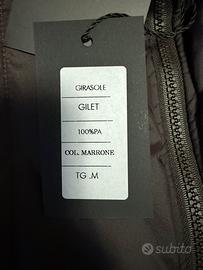 GIRASOLE
GILET
100%PA
COL. MARRONE
TG .M
subito